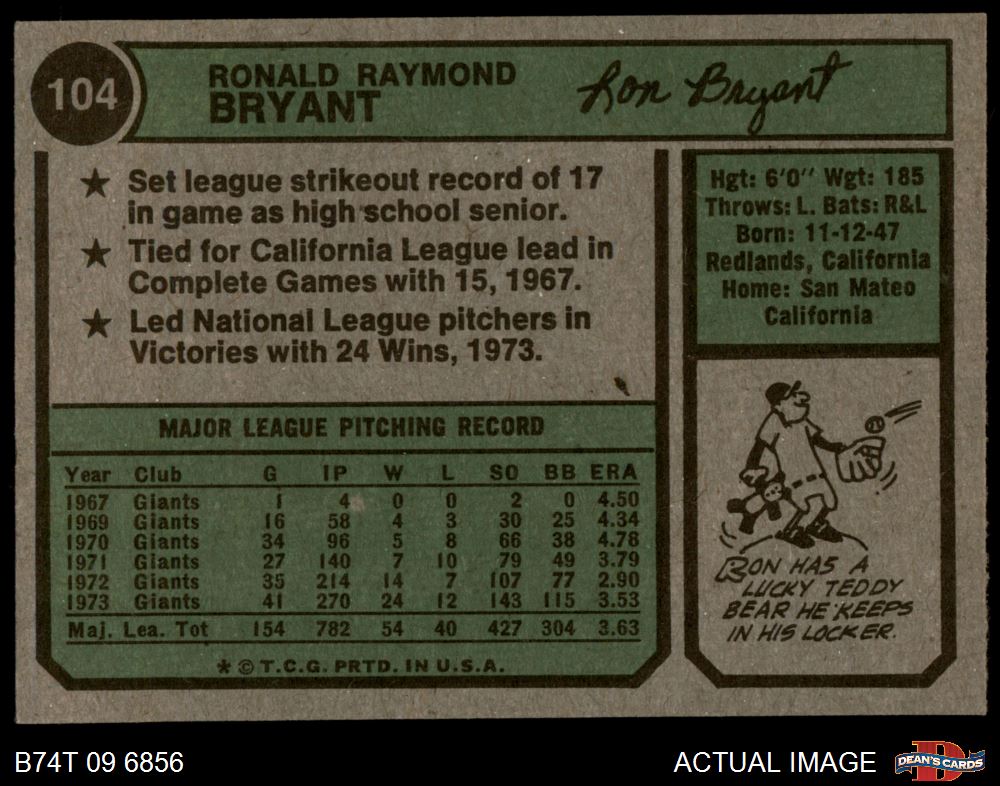 104
RONALD RAYMOND
BRYANT
Ron Bryant
★ Set league strikeout record of 17
in game as high school senior.
★ Tied for California League lead in
Complete Games with 15, 1967.
★ Led National League pitchers in
Victories with 24 Wins, 1973.
Hgt: 6'0'' Wgt: 185
Throws: L. Bats: R&L
Born: 11-12-47
Redlands, California
Home: San Mateo
California
MAJOR LEAGUE PITCHING RECORD
Year Club G IP W L SO BB ERA
1967 Giants 1 4 0 0 2 0 4.50
1969 Giants 16 58 4 3 30 25 4.34
1970 Giants 34 96 5 8 66 38 4.78
1971 Giants 27 140 7 10 79 49 3.79
1972 Giants 35 214 14 7 107 77 2.90
1973 Giants 41 270 24 12 143 115 3.53
Maj. Lea. Tot 154 782 54 40 427 304 3.63
★ © T.C.G. PRTD. IN U.S.A.
RON HAS A
LUCKY TEDDY
BEAR HE KEEPS
IN HIS LOCKER.
B74T 09 6856
ACTUAL IMAGE
D
DEAN'S CARDS